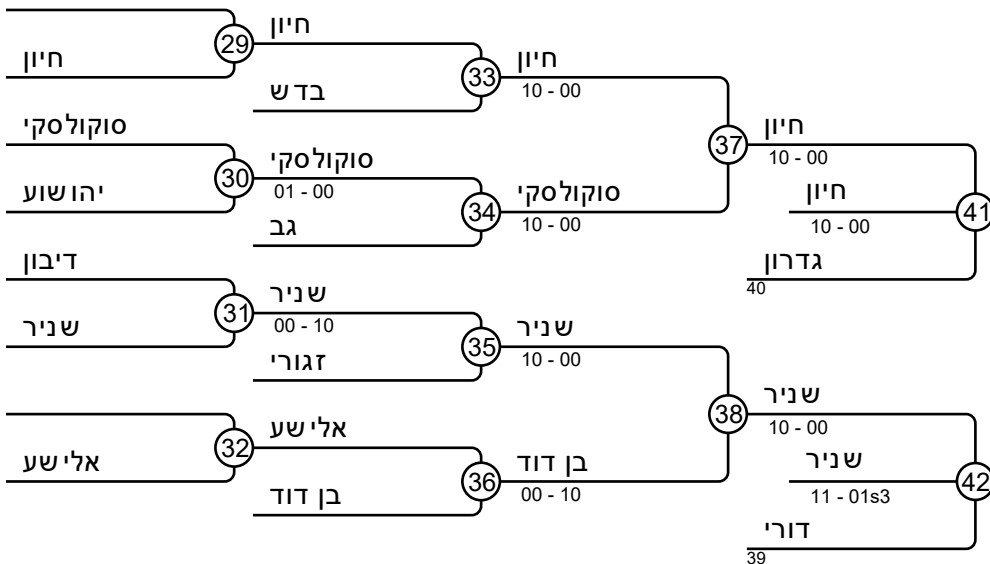 חיון
29
חיון
בדש
33
חיון
10 - 00
סוקולסקי
יהושוע
30
סוקולסקי
01 - 00
גב
34
סוקולסקי
10 - 00
37
חיון
10 - 00
חיון
10 - 00
41
גדרון
40
דיבון
שניר
31
שניר
00 - 10
זגורי
35
שניר
10 - 00
אלישע
32
אלישע
בן דוד
36
בן דוד
00 - 10
38
שניר
10 - 00
שניר
11 - 01s3
42
דורי
39